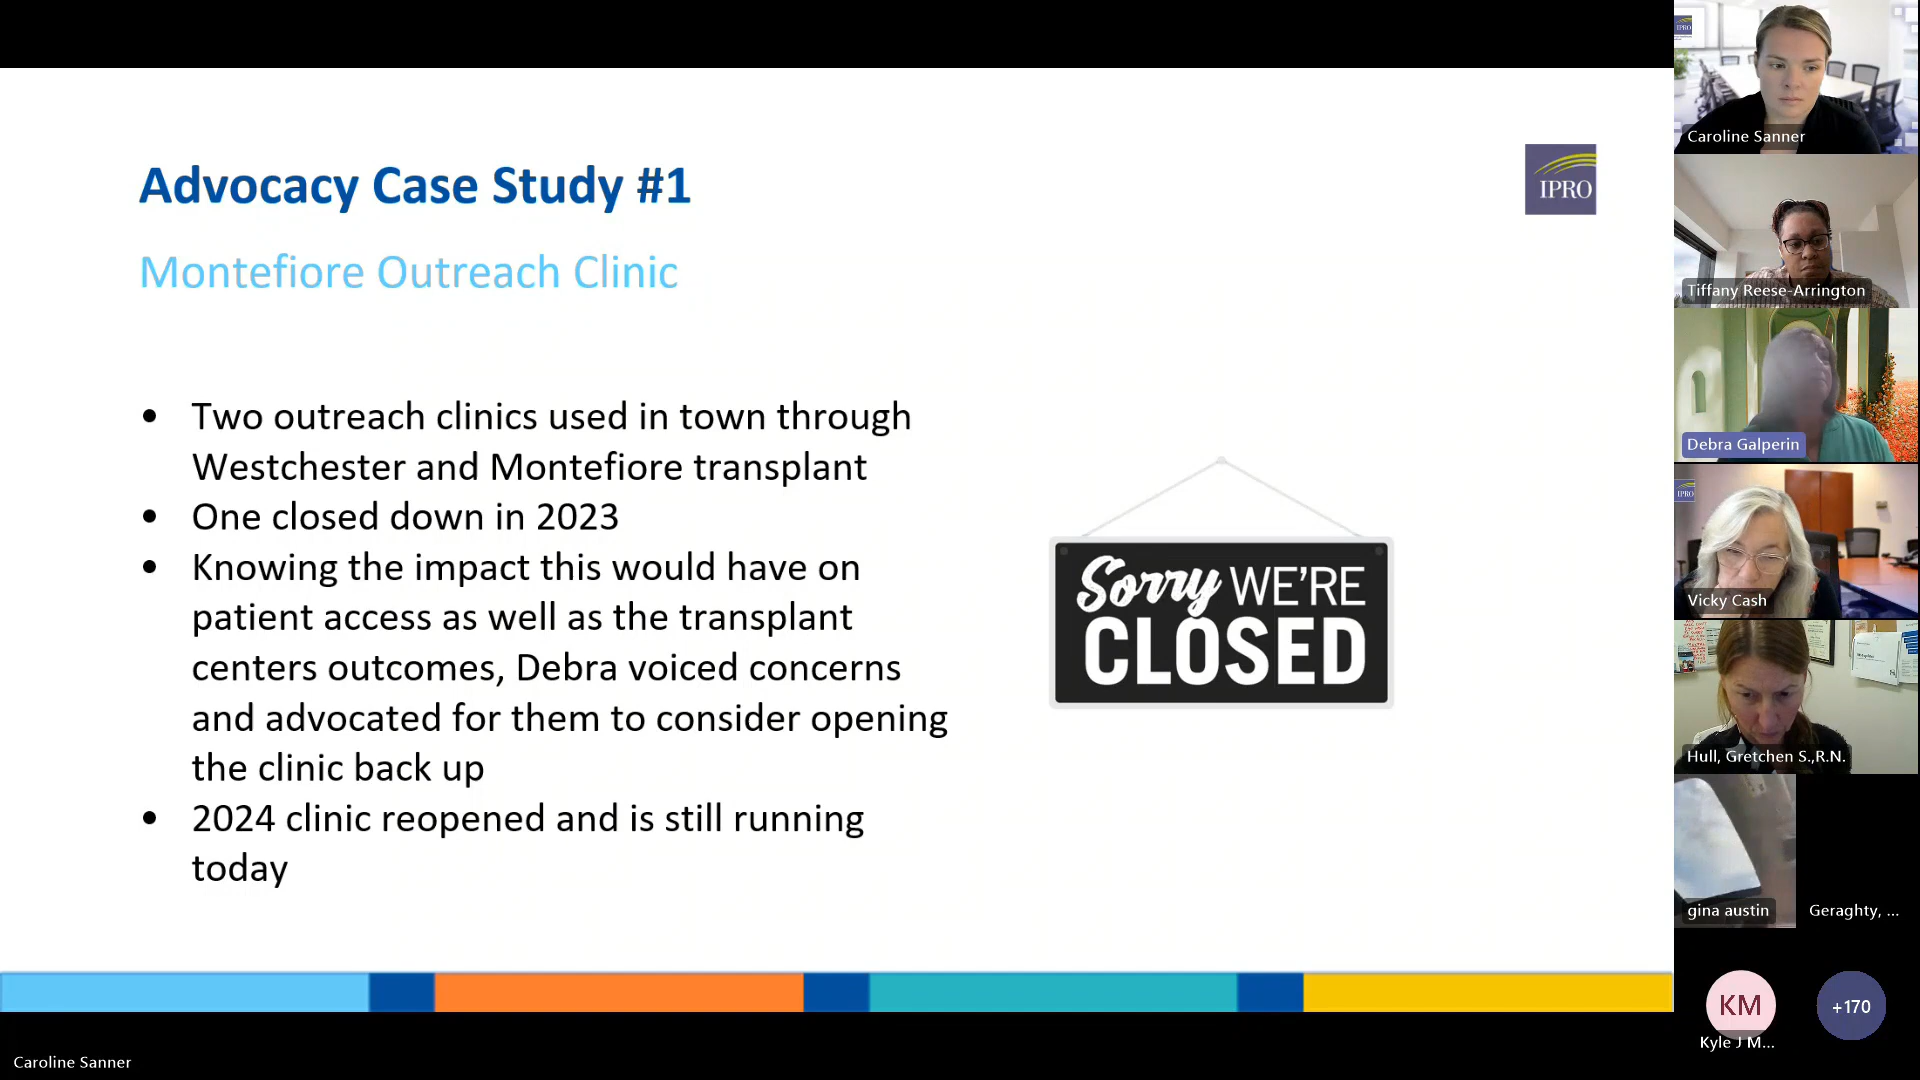 Advocacy Case Study #1
IPRO
Montefiore Outreach Clinic
• Two outreach clinics used in town through
Westchester and Montefiore transplant
• One closed down in 2023
• Knowing the impact this would have on
patient access as well as the transplant
centers outcomes, Debra voiced concerns
and advocated for them to consider opening
the clinic back up
• 2024 clinic reopened and is still running
today
Sorry WE'RE
CLOSED
Caroline Sanner
IPRO
Caroline Sanner
Tiffany Reese-Arrington
Debra Galperin
IPRO
Vicky Cash
Hull, Gretchen S.,R.N.
gina austin
Geraghty, ...
KM
+170
Kyle J M...